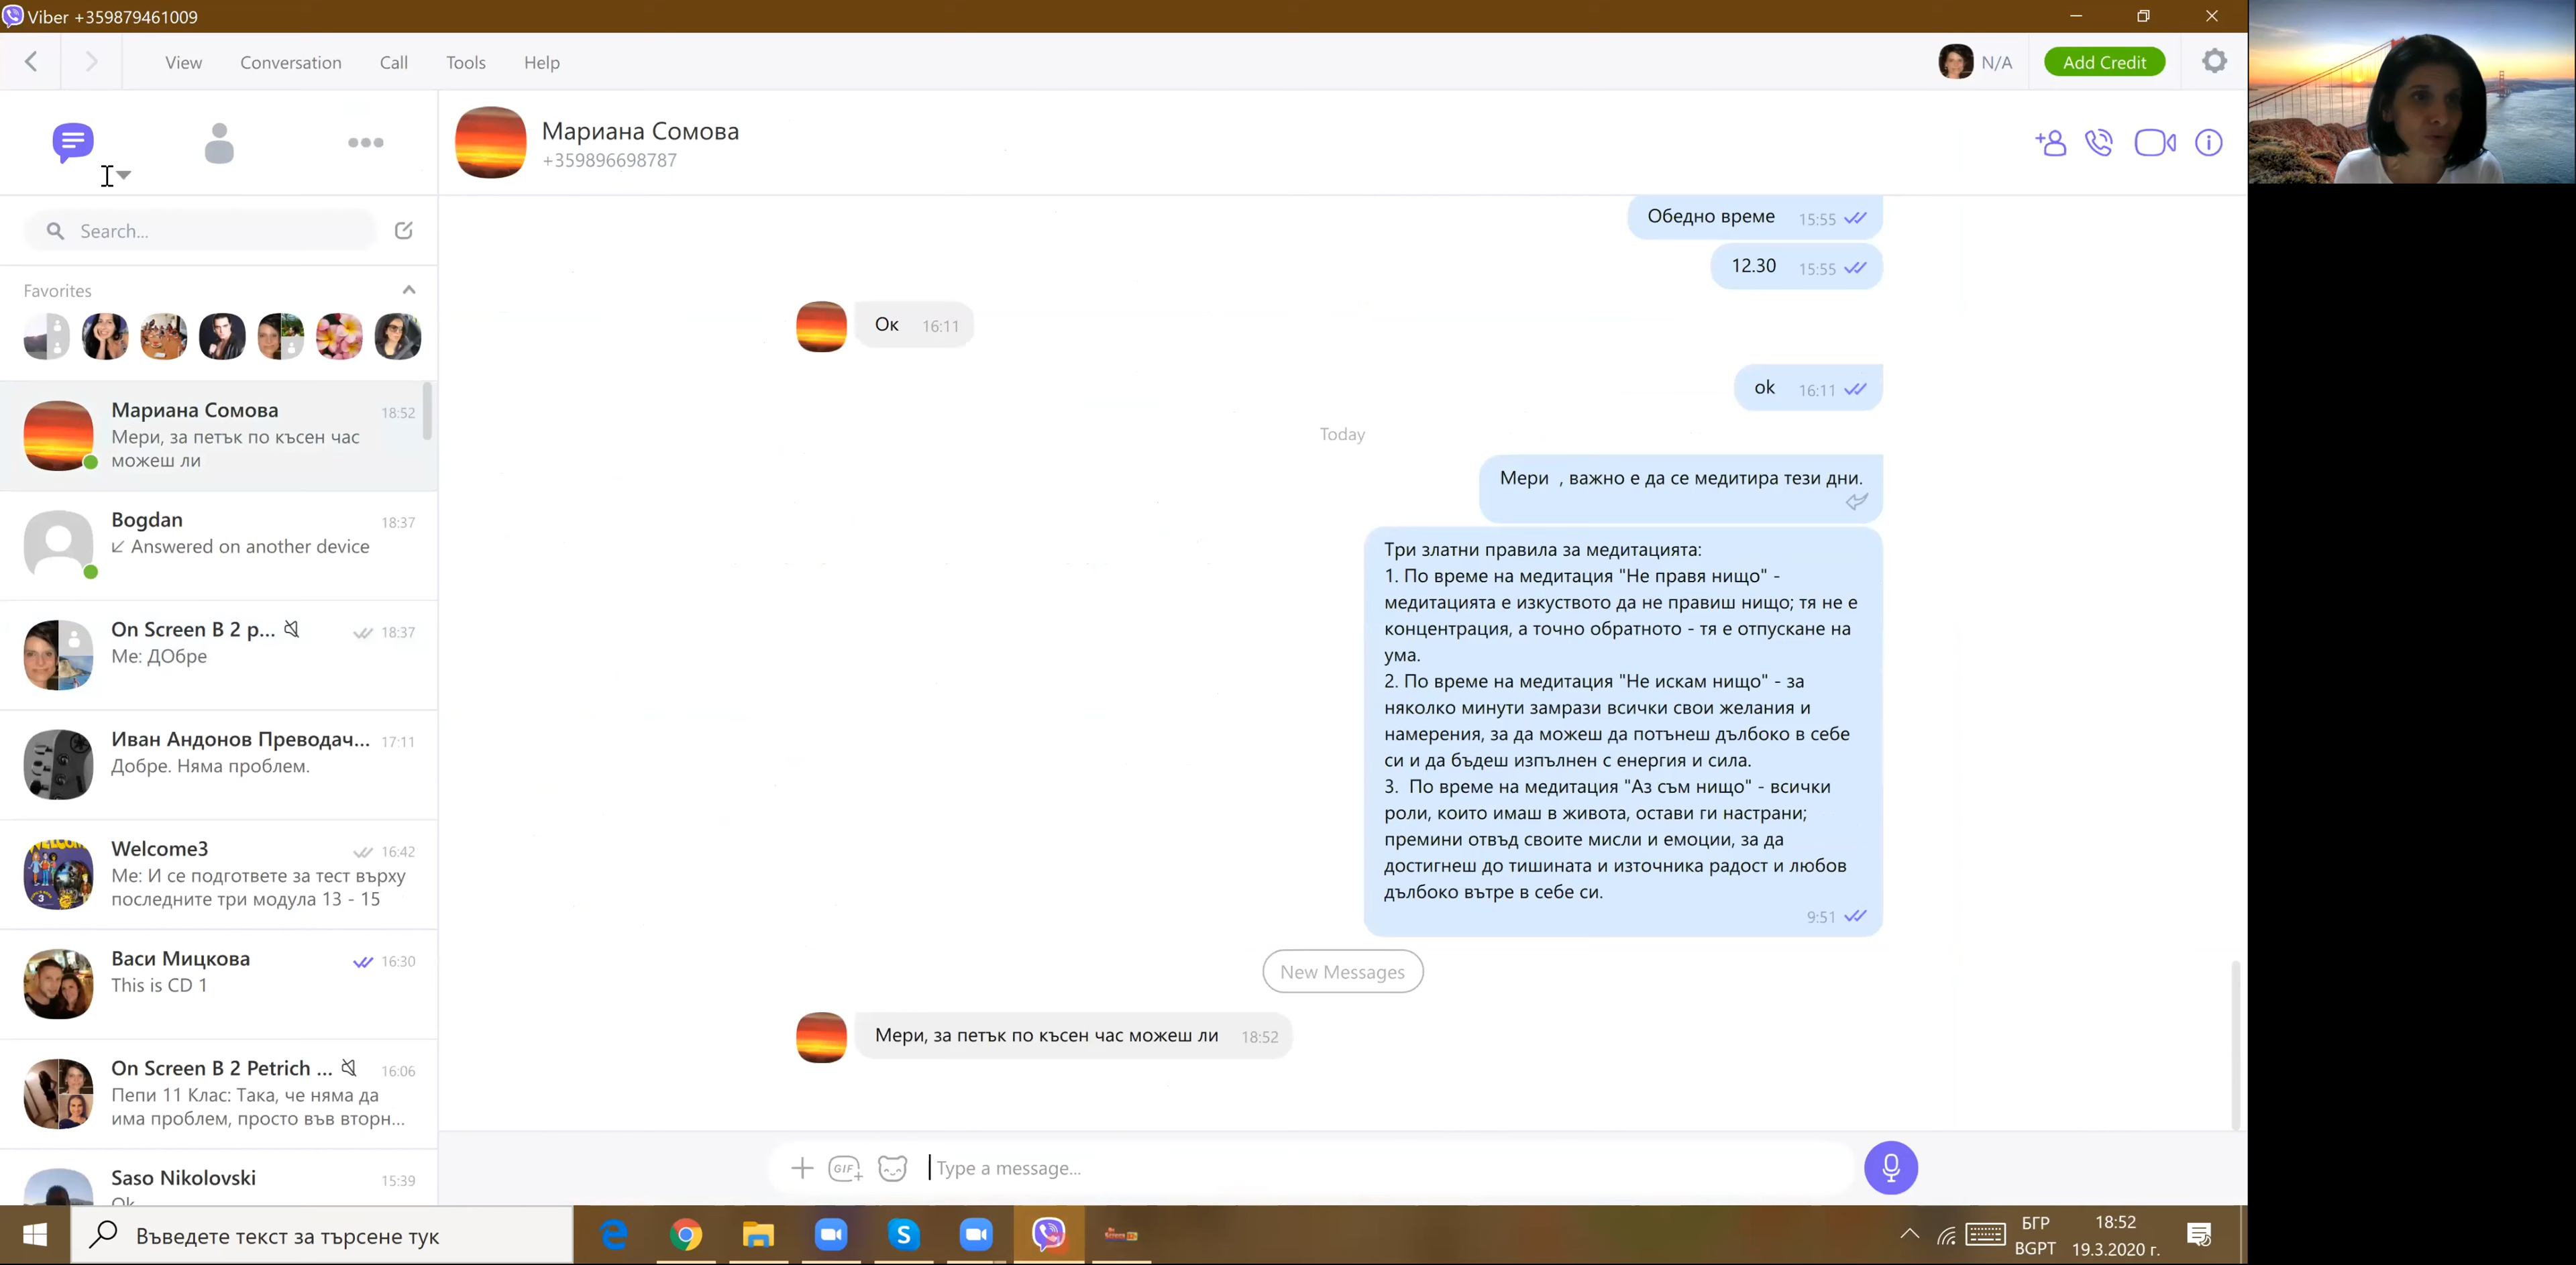 Viber +359879461009
View Conversation Call Tools Help
N/A
Add Credit
Мариана Сомова
+359896698787
Search...
Favorites
Мариана Сомова 18:52
Мери, за петък по късен час
можеш ли
Bogdan 18:37
Answered on another device
On Screen B 2 p... 18:37
Me: ДОбре
Иван Андонов Преводач... 17:11
Добре. Няма проблем.
Welcome3 16:42
Me: И се подгответе за тест върху
последните три модула 13 - 15
Васи Мицкова 16:30
This is CD 1
On Screen B 2 Petrich ... 16:06
Пепи 11 Клас: Така, че няма да
има проблем, просто във вторн...
Saso Nikolovski 15:39
Ok
Обедно време 15:55
12.30 15:55
Ок 16:11
ok 16:11
Today
Мери , важно е да се медитира тези дни.
Три златни правила за медитацията:
1. По време на медитация "Не правя нищо" -
медитацията е изкуството да не правиш нищо; тя не е
концентрация, а точно обратното - тя е отпускане на
ума.
2. По време на медитация "Не искам нищо" - за
няколко минути замрази всички свои желания и
намерения, за да можеш да потънеш дълбоко в себе
си и да бъдеш изпълнен с енергия и сила.
3. По време на медитация "Аз съм нищо" - всички
роли, които имаш в живота, остави ги настрани;
премини отвъд своите мисли и емоции, за да
достигнеш до тишината и източника радост и любов
дълбоко вътре в себе си.
9:51
New Messages
Мери, за петък по късен час можеш ли 18:52
GIF
Type a message...
Въведете текст за търсене тук
БГР
BGPT
18:52
19.3.2020 г.